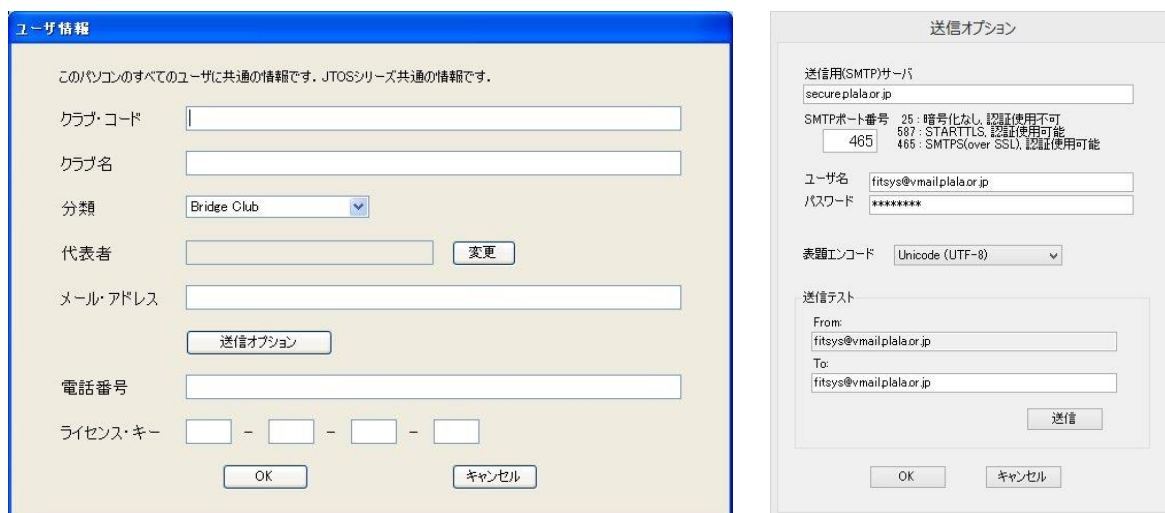 ユーザ情報
このパソコンのすべてのユーザに共通の情報です．JTOSシリーズ共通の情報です．
クラブ・コード
クラブ名
分類 Bridge Club
代表者 変更
メール・アドレス
送信オプション
電話番号
ライセンス・キー - - -
OK キャンセル
送信オプション
送信用(SMTP)サーバ
secure.plala.or.jp
SMTPポート番号 25 : 暗号化なし, 認証使用不可
587 : STARTTLS, 認証使用可能
465 465 : SMTPS(over SSL), 認証使用可能
ユーザ名 fitsys@vmail.plala.or.jp
パスワード ********
表題エンコード Unicode (UTF-8)
送信テスト
From:
fitsys@vmail.plala.or.jp
To:
fitsys@vmail.plala.or.jp
送信
OK キャンセル